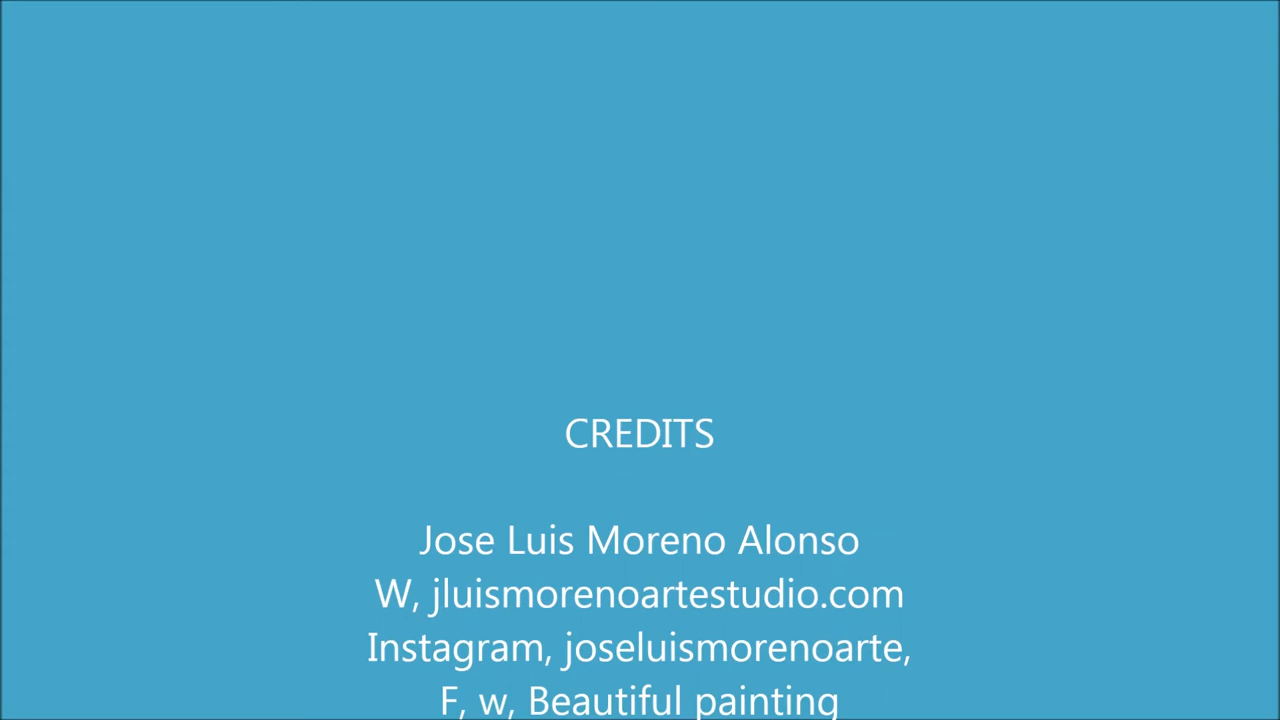 CREDITS
Jose Luis Moreno Alonso
W, jluismorenoartestudio.com
Instagram, joseluismorenoarte,
F, w, Beautiful painting